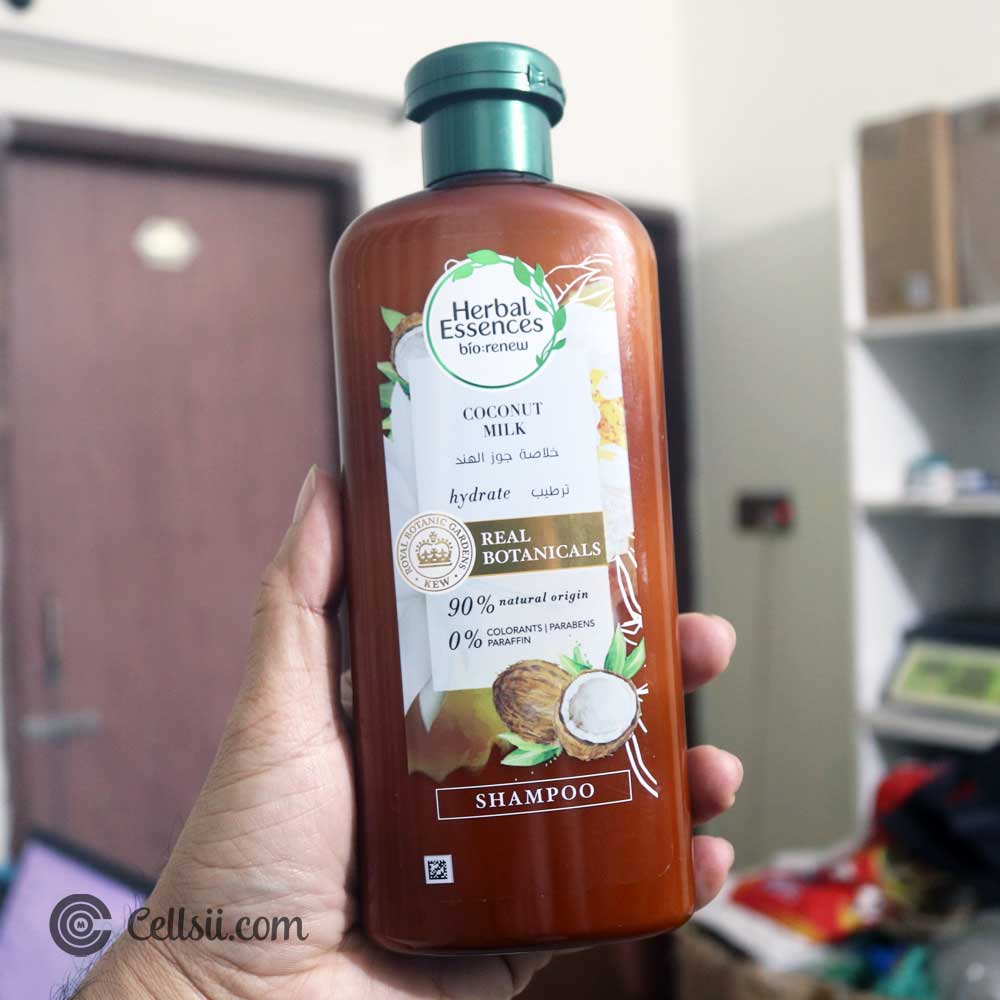 Herbal
Essences
bio:renew
COCONUT
MILK
خلاصة جوز الهند
hydrate ترطيب
ROYAL BOTANIC GARDENS
• KEW •
REAL
BOTANICALS
90% natural origin
0% COLORANTS | PARABENS
PARAFFIN
SHAMPOO
M
Cellsii.com